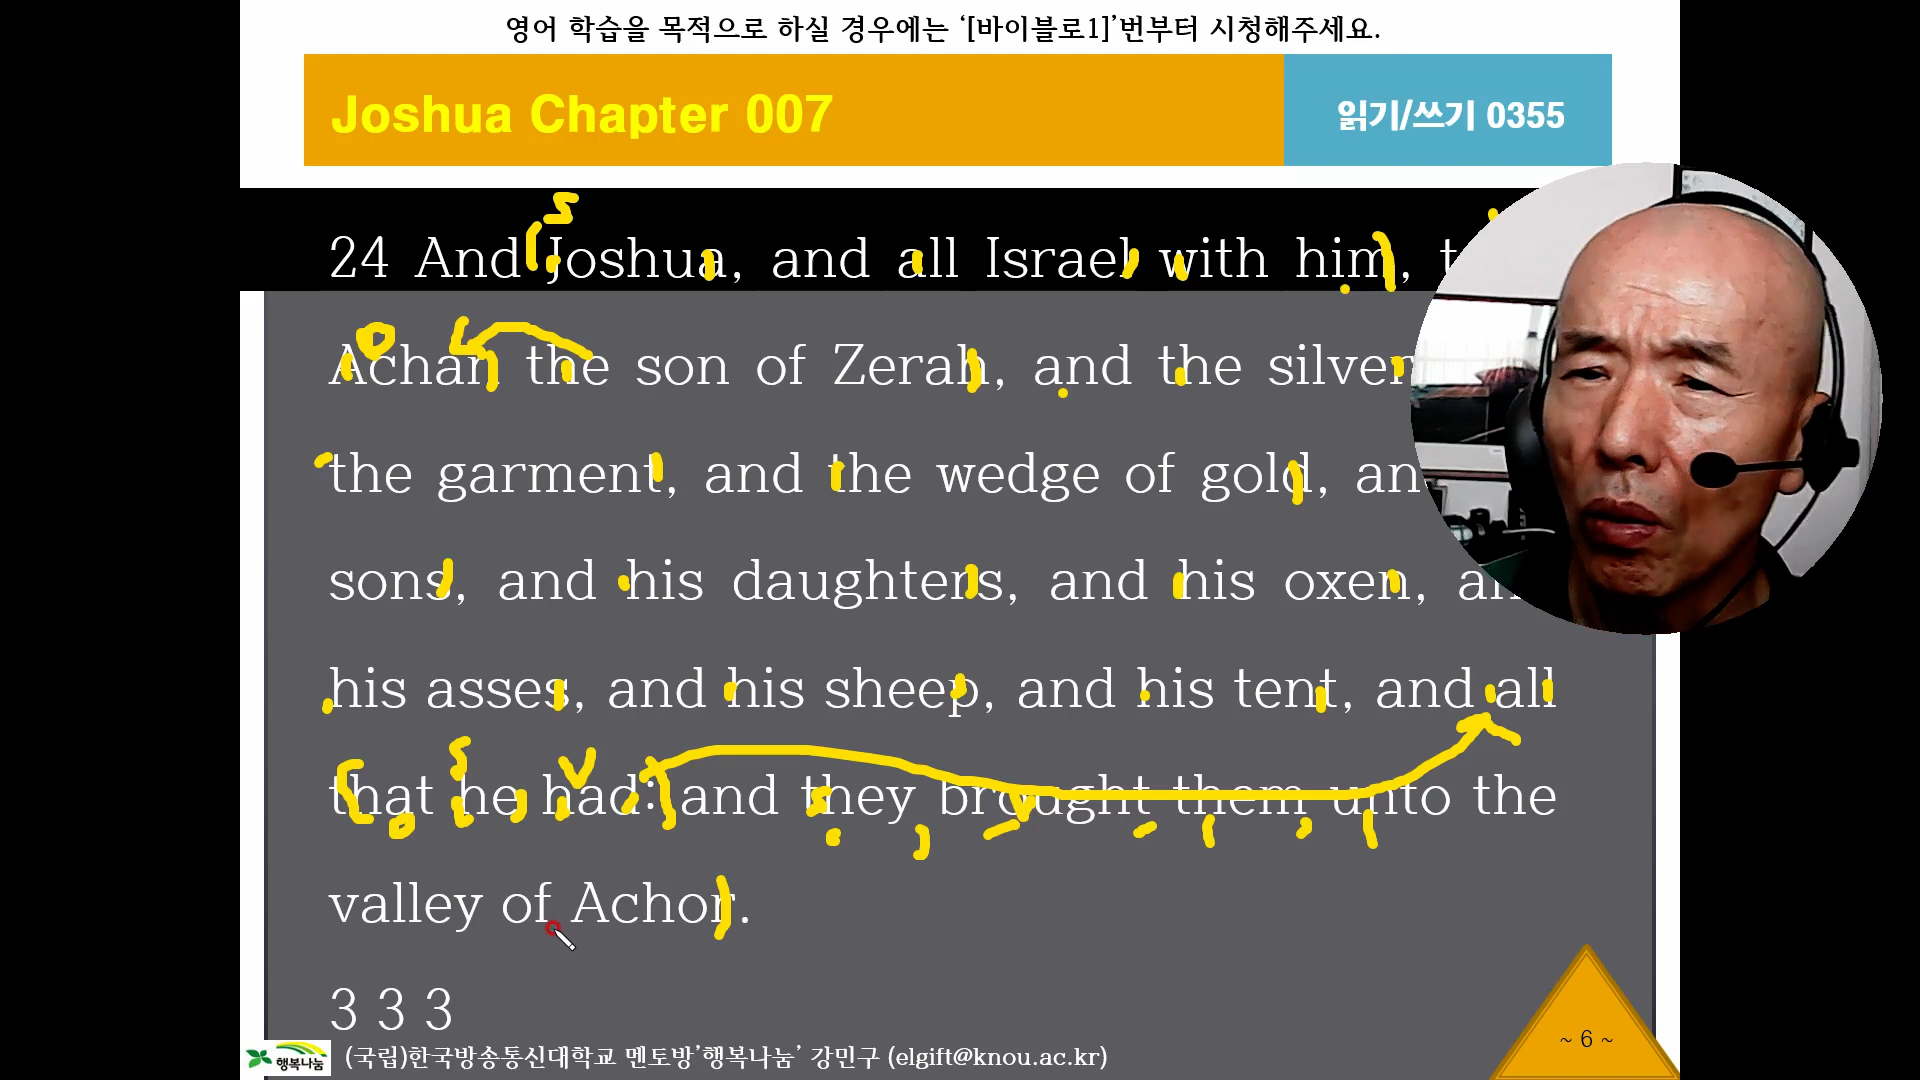 영어 학습을 목적으로 하실 경우에는 ‘[바이블로1]’번부터 시청해주세요.
Joshua Chapter 007
읽기/쓰기 0355
24 And Joshua, and all Israel with him,
Achan the son of Zerah, and the silver
the garment, and the wedge of gold,
sons, and his daughters, and his oxen,
his asses, and his sheep, and his tent, and all
that he had: and they brought them unto the
valley of Achor.
3 3 3
~ 6 ~
행복나눔 (국립)한국방송통신대학교 멘토방’행복나눔’ 강민구 (elgift@knou.ac.kr)